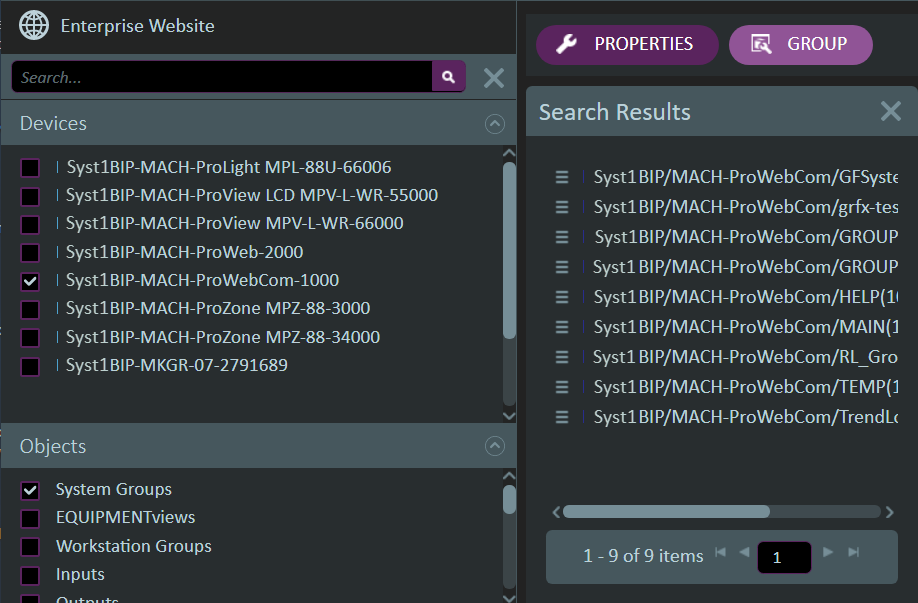 Enterprise Website
Search...
Devices
Syst1BIP-MACH-ProLight MPL-88U-66006
Syst1BIP-MACH-ProView LCD MPV-L-WR-55000
Syst1BIP-MACH-ProView MPV-L-WR-66000
Syst1BIP-MACH-ProWeb-2000
Syst1BIP-MACH-ProWebCom-1000
Syst1BIP-MACH-ProZone MPZ-88-3000
Syst1BIP-MACH-ProZone MPZ-88-34000
Syst1BIP-MKGR-07-2791689
Objects
System Groups
EQUIPMENTviews
Workstation Groups
Inputs
Outputs
PROPERTIES
GROUP
Search Results
Syst1BIP/MACH-ProWebCom/GFSyste
Syst1BIP/MACH-ProWebCom/grfx-tes
Syst1BIP/MACH-ProWebCom/GROUP
Syst1BIP/MACH-ProWebCom/GROUP
Syst1BIP/MACH-ProWebCom/HELP(10
Syst1BIP/MACH-ProWebCom/MAIN(1
Syst1BIP/MACH-ProWebCom/RL_Gro
Syst1BIP/MACH-ProWebCom/TEMP(1
Syst1BIP/MACH-ProWebCom/TrendLo
1 - 9 of 9 items 1